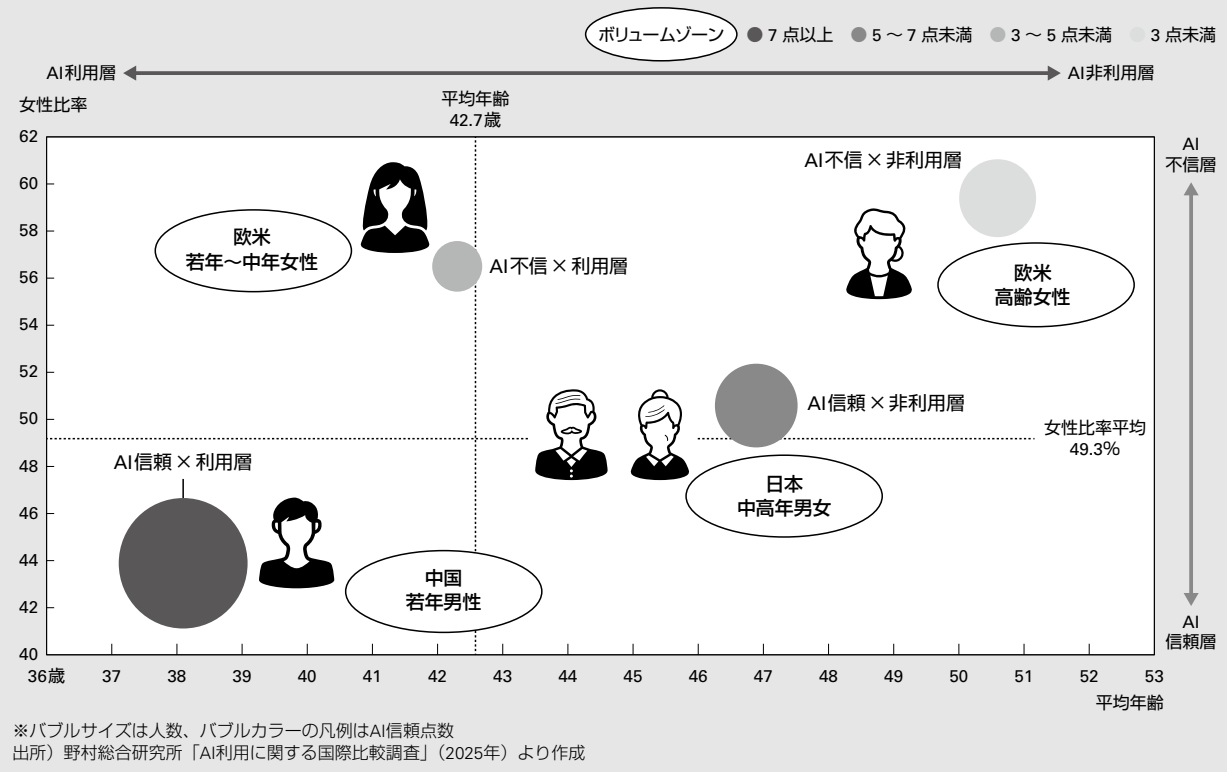 ボリュームゾーン ●7点以上 ●5～7点未満 ●3～5点未満 ●3点未満
AI利用層
AI非利用層
女性比率
平均年齢
42.7歳
62
60
58
56
54
52
50
48
46
44
42
40
AI
不信層
AI不信×非利用層
欧米
若年～中年女性
AI不信×利用層
欧米
高齢女性
AI信頼×非利用層
女性比率平均
49.3%
AI信頼×利用層
日本
中高年男女
中国
若年男性
AI
信頼層
36歳 37 38 39 40 41 42 43 44 45 46 47 48 49 50 51 52 53
平均年齢
※バブルサイズは人数、バブルカラーの凡例はAI信頼点数
出所）野村総合研究所「AI利用に関する国際比較調査」（2025年）より作成